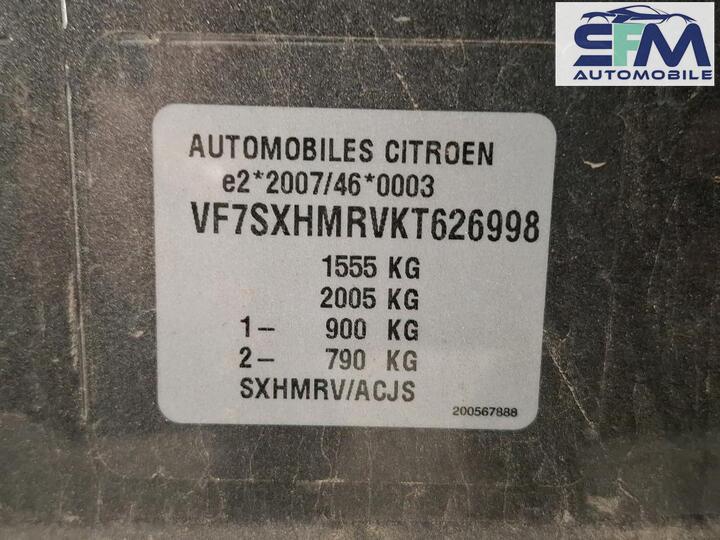 SFM
AUTOMOBILE
AUTOMOBILES CITROEN
e2*2007/46*0003
VF7SXHMRVKT626998
1555 KG
2005 KG
1- 900 KG
2- 790 KG
SXHMRV/ACJS
200567888